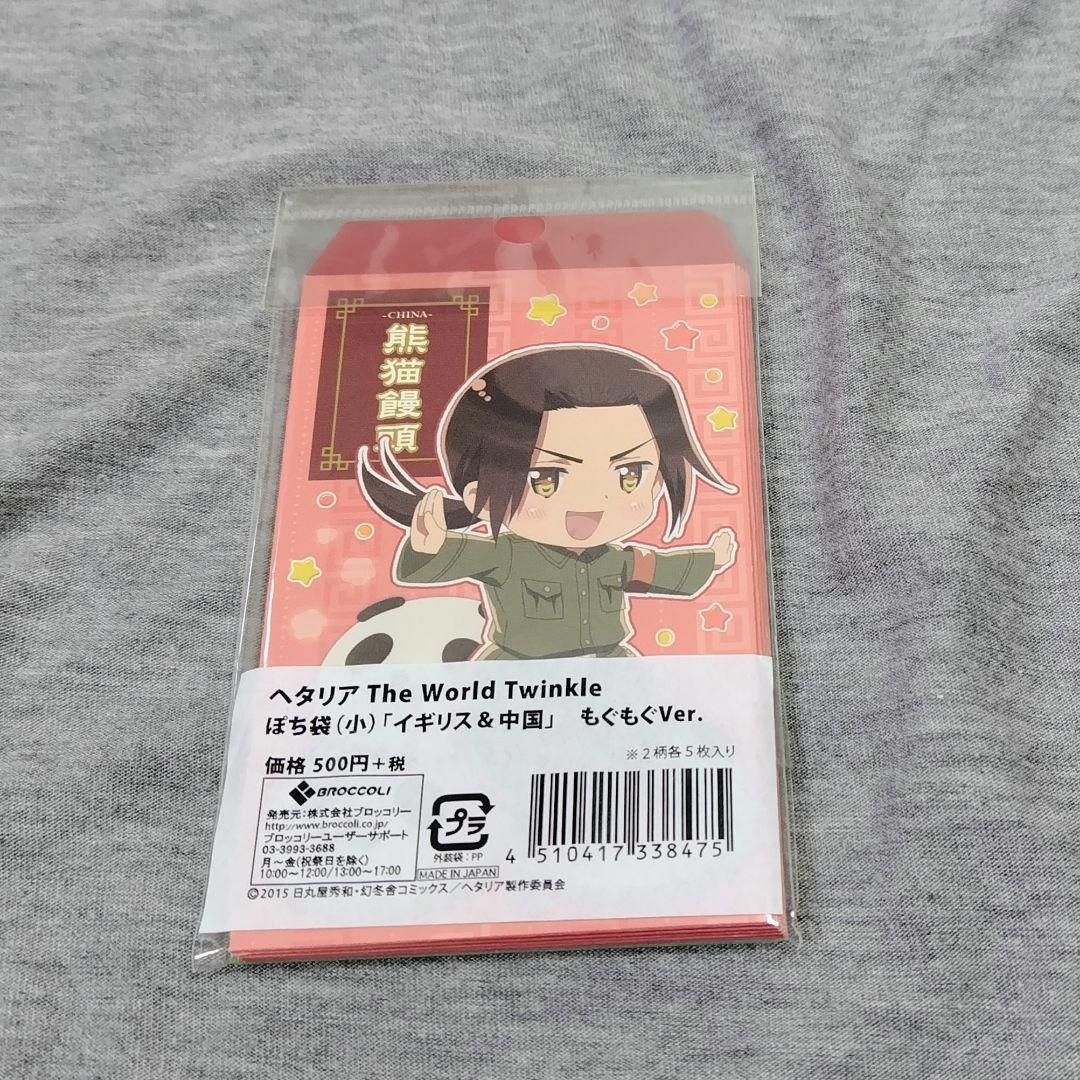 -CHINA-
熊猫饅頭
ヘタリア The World Twinkle
ぽち袋(小)「イギリス&中国」 もぐもぐVer.
価格 500円+税
※2柄各5枚入り
BROCCOLI
発売元:株式会社ブロッコリー
http://www.broccoli.co.jp/
ブロッコリーユーザーサポート
03-3993-3688
月~金(祝祭日を除く)
10:00~12:00/13:00~17:00
プラ
外装袋:PP
MADE IN JAPAN
4 510417 338475
©2015 日丸屋秀和・幻冬舎コミックス/ヘタリア製作委員会